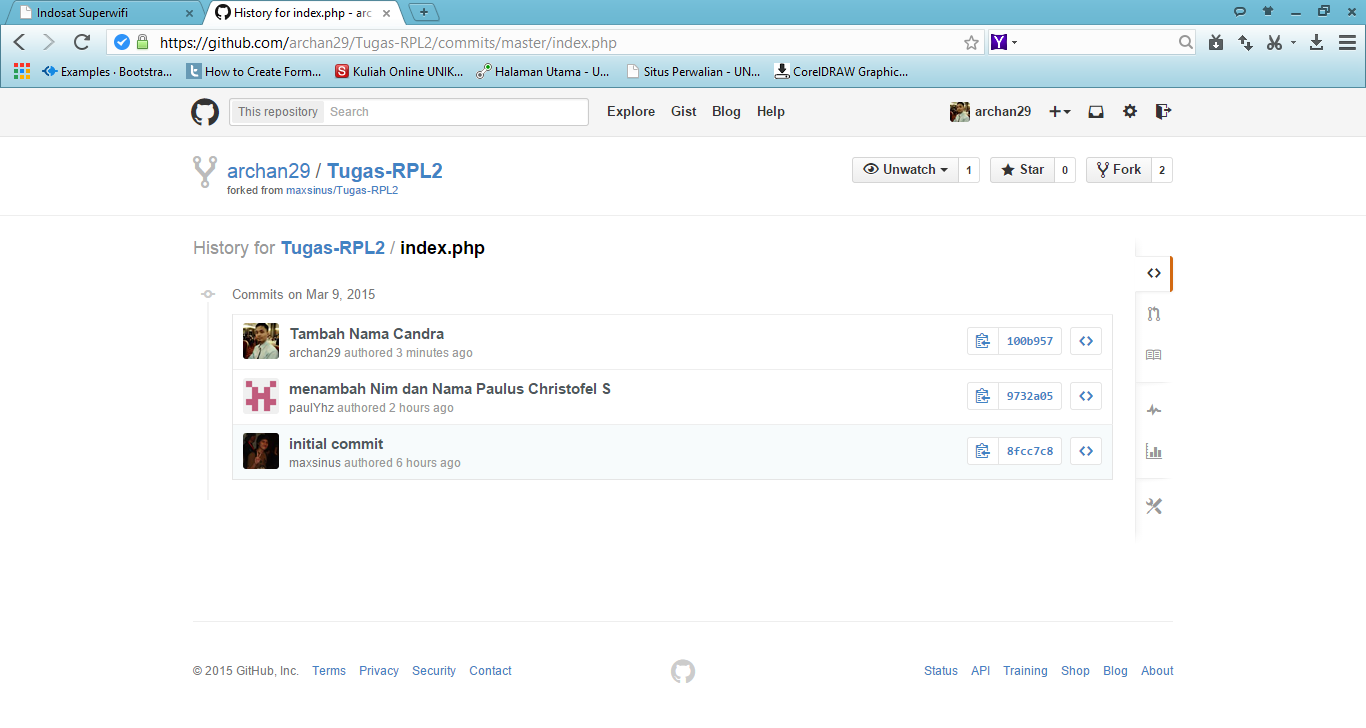 Indosat Superwifi
History for index.php - arc
https://github.com/archan29/Tugas-RPL2/commits/master/index.php
Examples · Bootstra...
How to Create Form...
Kuliah Online UNIK...
Halaman Utama - U...
Situs Perwalian - UN...
CorelDRAW Graphic...
This repository Search
Explore Gist Blog Help
archan29
archan29 / Tugas-RPL2
forked from maxsinus/Tugas-RPL2
Unwatch 1
Star 0
Fork 2
History for Tugas-RPL2 / index.php
Commits on Mar 9, 2015
Tambah Nama Candra
archan29 authored 3 minutes ago
100b957
menambah Nim dan Nama Paulus Christofel S
paulYhz authored 2 hours ago
9732a05
initial commit
maxsinus authored 6 hours ago
8fcc7c8
© 2015 GitHub, Inc. Terms Privacy Security Contact
Status API Training Shop Blog About